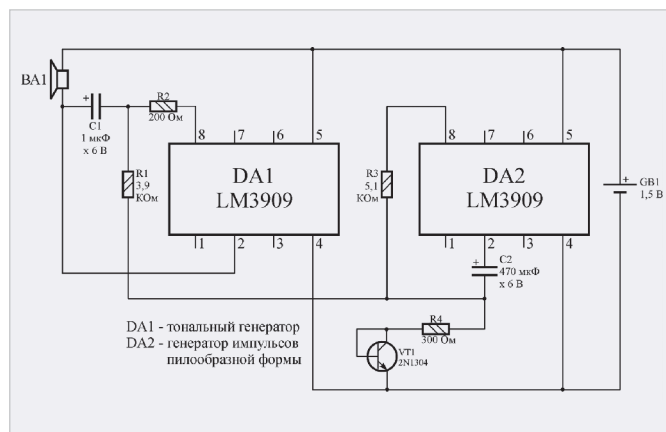 BA1
+
C1
1 мкФ
x 6 В
R2
200 Ом
R1
3,9
КОм
8 7 6 5
DA1
LM3909
1 2 3 4
R3
5,1
КОм
8 7 6 5
DA2
LM3909
1 2 3 4
+
GB1
1,5 В
+
C2
470 мкФ
x 6 В
R4
300 Ом
VT1
2N1304
DA1 - тональный генератор
DA2 - генератор импульсов
пилообразной формы